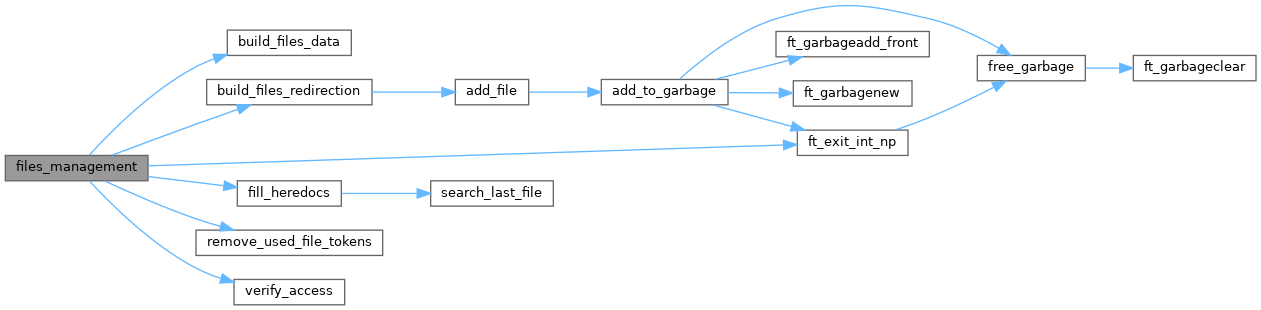 build_files_data
ft_garbageadd_front
free_garbage
ft_garbageclear
build_files_redirection
add_file
add_to_garbage
ft_garbagenew
ft_exit_int_np
files_management
fill_heredocs
search_last_file
remove_used_file_tokens
verify_access